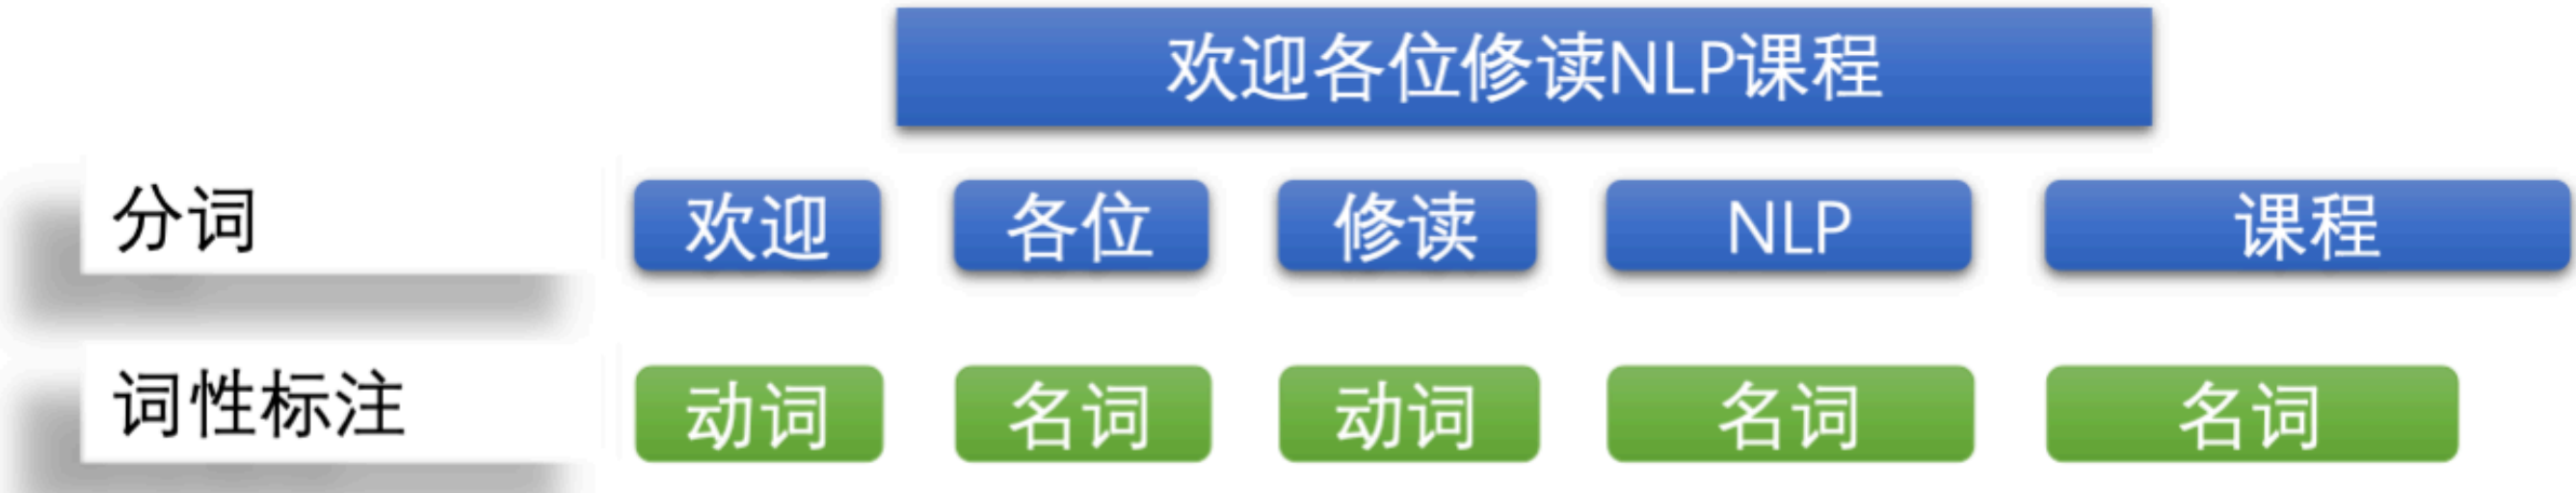 欢迎各位修读NLP课程
分词 欢迎 各位 修读 NLP 课程
词性标注 动词 名词 动词 名词 名词